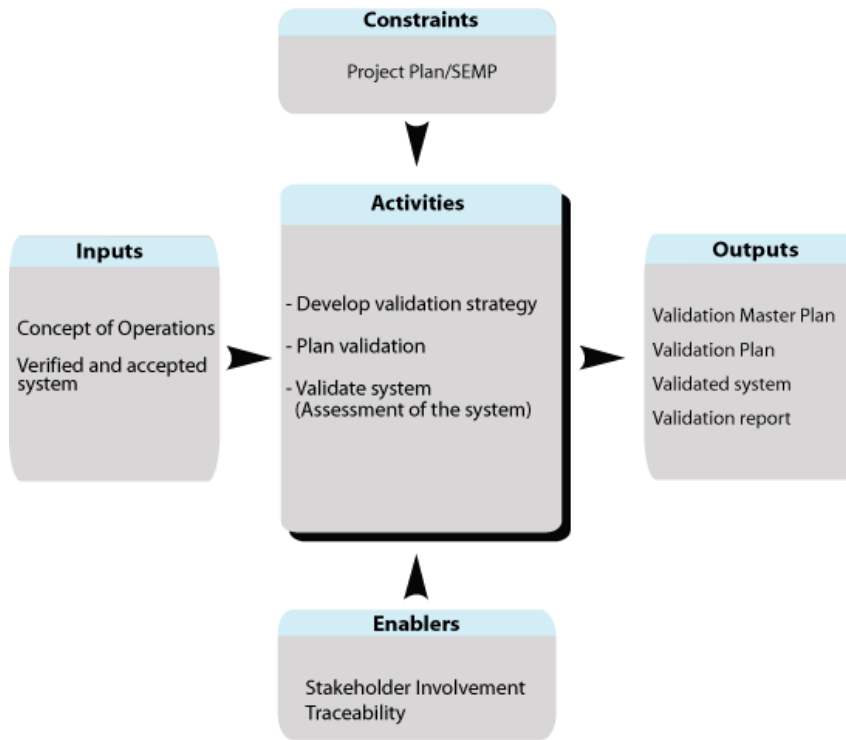 Constraints
Project Plan/SEMP
Activities
- Develop validation strategy
- Plan validation
- Validate system
(Assessment of the system)
Inputs
Concept of Operations
Verified and accepted
system
Outputs
Validation Master Plan
Validation Plan
Validated system
Validation report
Enablers
Stakeholder Involvement
Traceability